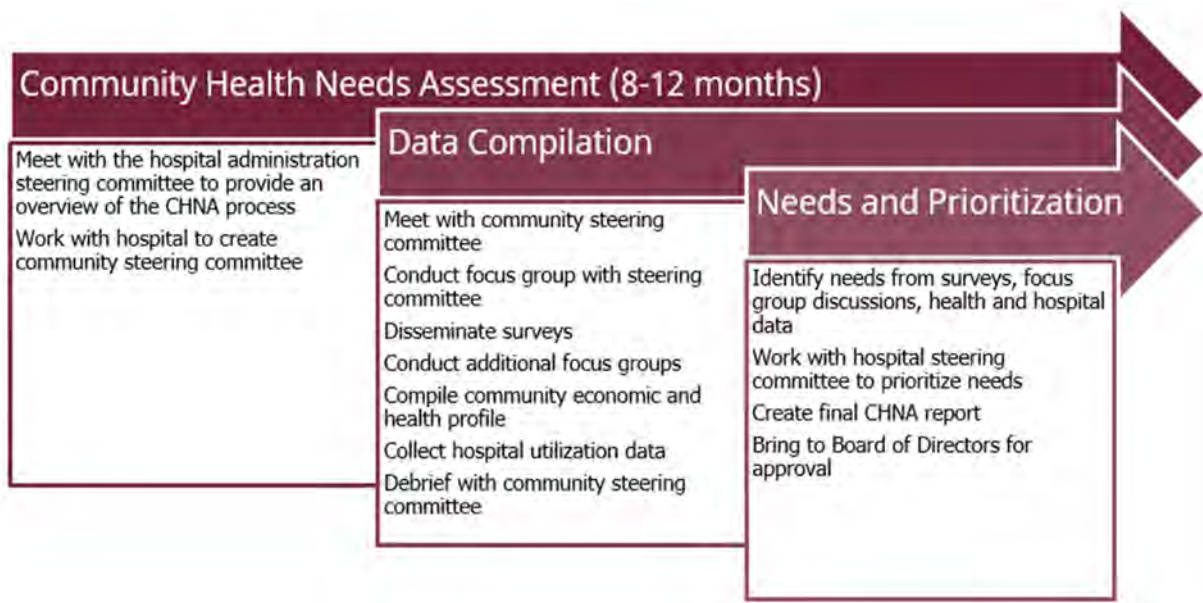 Community Health Needs Assessment (8-12 months)
Meet with the hospital administration
steering committee to provide an
overview of the CHNA process
Work with hospital to create
community steering committee
Data Compilation
Meet with community steering
committee
Conduct focus group with steering
committee
Disseminate surveys
Conduct additional focus groups
Compile community economic and
health profile
Collect hospital utilization data
Debrief with community steering
committee
Needs and Prioritization
Identify needs from surveys, focus
group discussions, health and hospital
data
Work with hospital steering
committee to prioritize needs
Create final CHNA report
Bring to Board of Directors for
approval